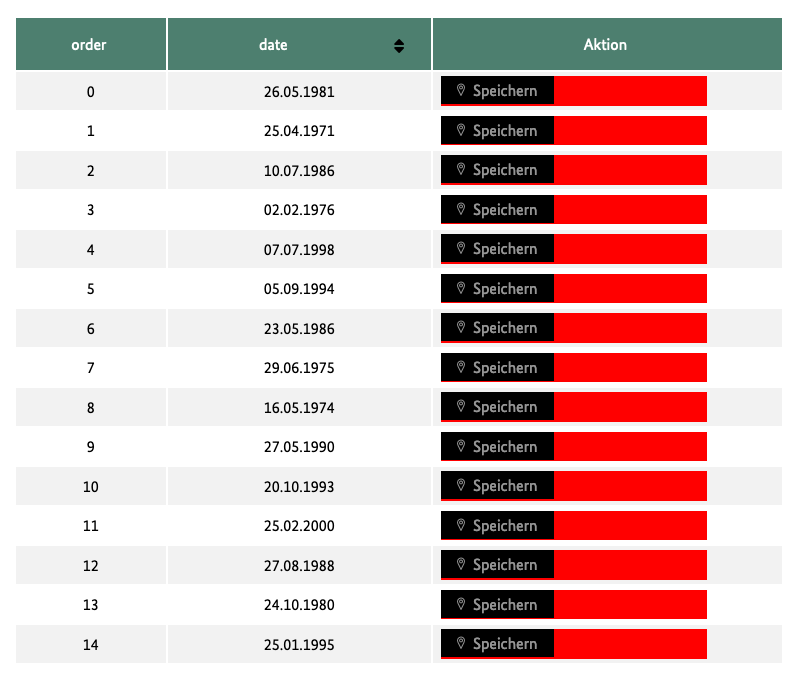 order date Aktion
0 26.05.1981 Speichern
1 25.04.1971 Speichern
2 10.07.1986 Speichern
3 02.02.1976 Speichern
4 07.07.1998 Speichern
5 05.09.1994 Speichern
6 23.05.1986 Speichern
7 29.06.1975 Speichern
8 16.05.1974 Speichern
9 27.05.1990 Speichern
10 20.10.1993 Speichern
11 25.02.2000 Speichern
12 27.08.1988 Speichern
13 24.10.1980 Speichern
14 25.01.1995 Speichern